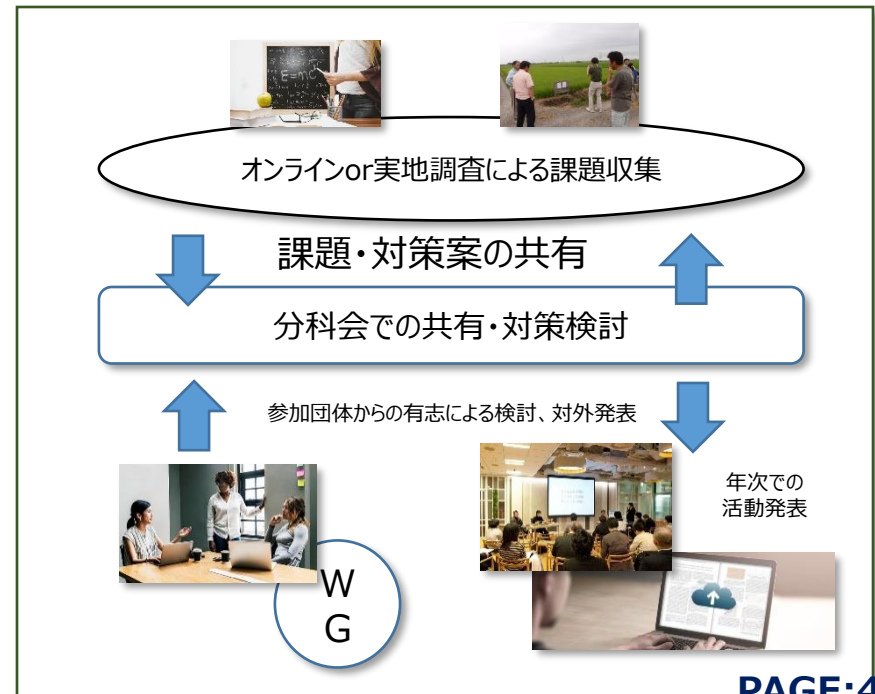 E=mc²
オンラインor実地調査による課題収集
課題・対策案の共有
分科会での共有・対策検討
参加団体からの有志による検討、対外発表
年次での
活動発表
W
G
PAGE:4